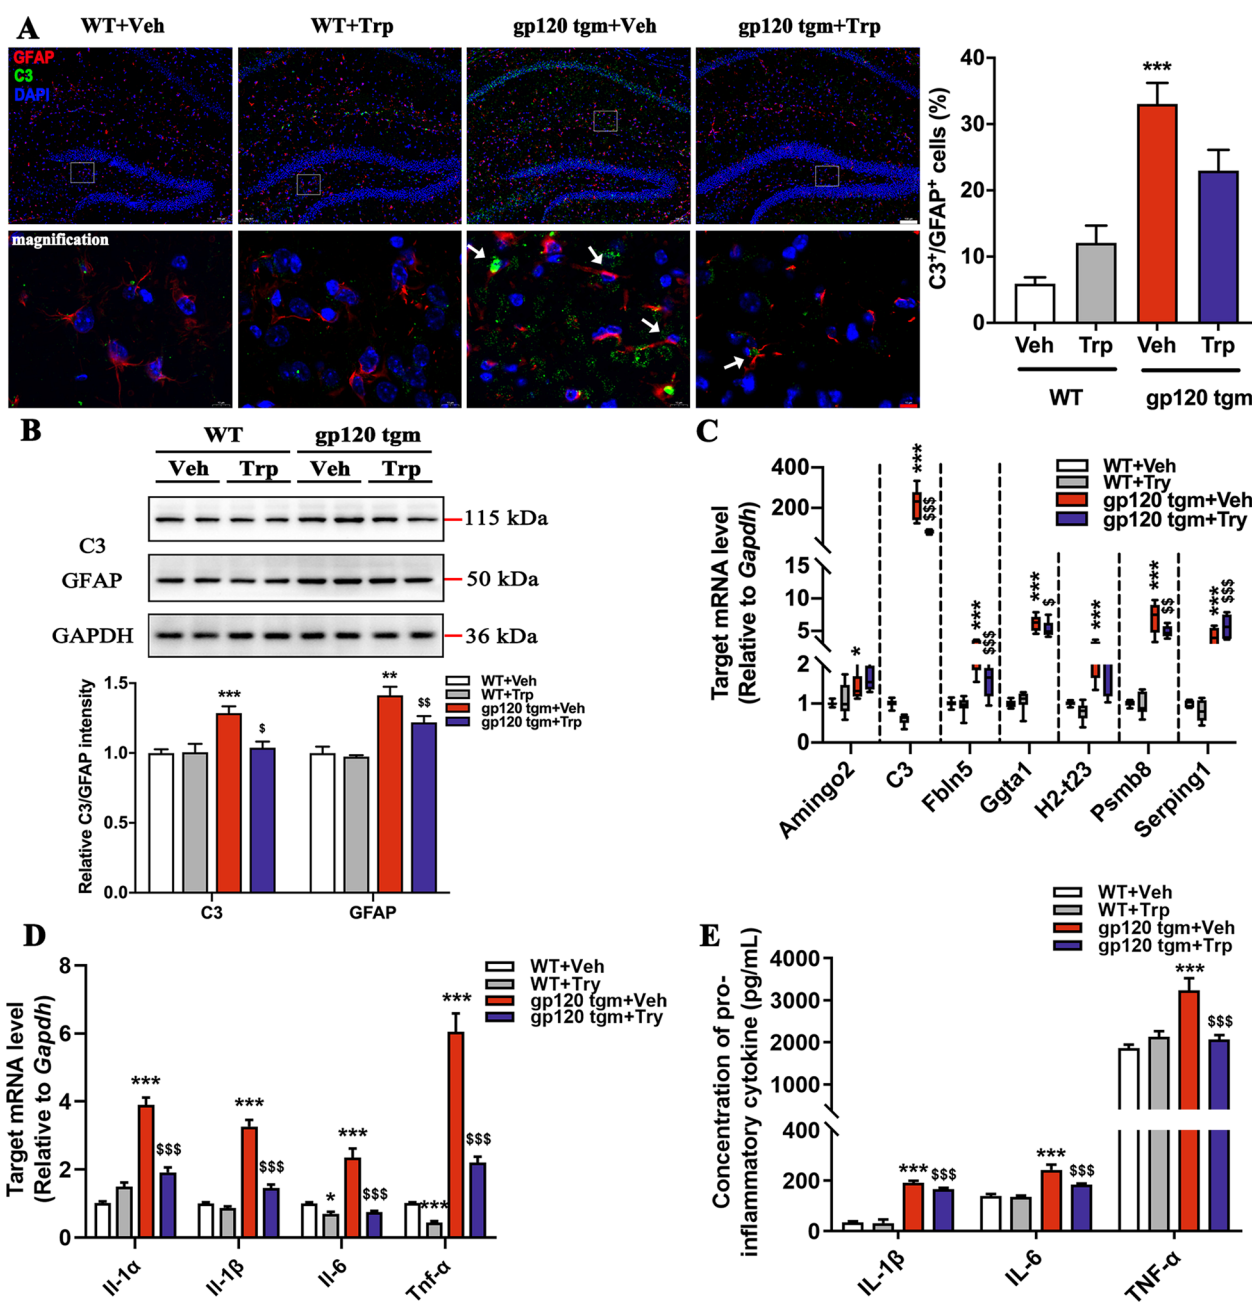 A
WT+Veh
WT+Trp
gp120 tgm+Veh
gp120 tgm+Trp
GFAP
C3
DAPI
magnification
C3+/GFAP+ cells (%)
40
30
20
10
0
***
Veh
Trp
Veh
Trp
WT
gp120 tgm
B
WT
gp120 tgm
Veh
Trp
Veh
Trp
115 kDa
C3
GFAP
50 kDa
GAPDH
36 kDa
Relative C3/GFAP intensity
1.5
1.0
0.5
0.0
***
$
**
$$
C3
GFAP
WT+Veh
WT+Trp
gp120 tgm+Veh
gp120 tgm+Trp
C
Target mRNA level
(Relative to Gapdh)
400
200
15
10
5
2
1
0
*
***
$$$
***
$$$
***
$
***
***
$$
***
$$$
WT+Veh
WT+Try
gp120 tgm+Veh
gp120 tgm+Try
Amingo2
C3
Fbln5
Ggta1
H2-t23
Psmb8
Serping1
D
Target mRNA level
(Relative to Gapdh)
8
6
4
2
0
***
$$$
***
$$$
*
***
$$$
***
***
$$$
WT+Veh
WT+Try
gp120 tgm+Veh
gp120 tgm+Try
Il-1α
Il-1β
Il-6
Tnf-α
E
WT+Veh
WT+Trp
gp120 tgm+Veh
gp120 tgm+Trp
Concentration of pro-
inflammatory cytokine (pg/mL)
4000
3000
2000
1000
400
200
0
***
$$$
***
$$$
***
$$$
IL-1β
IL-6
TNF-α